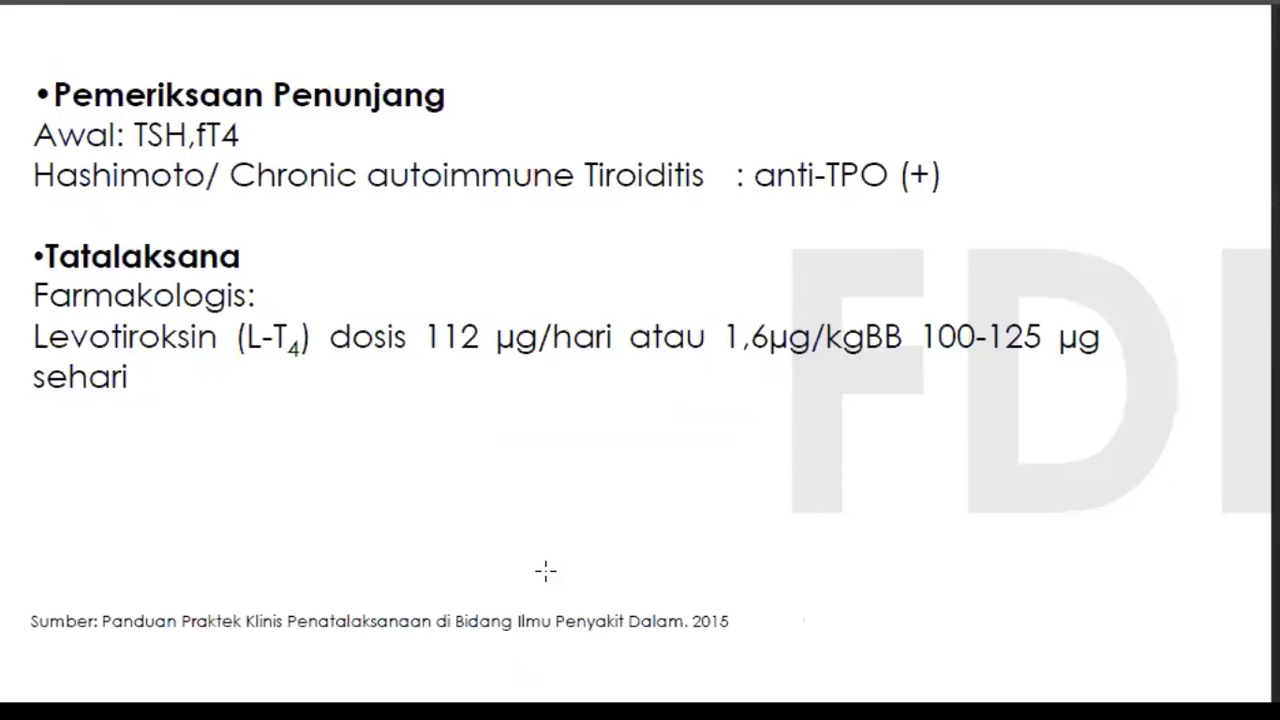 •Pemeriksaan Penunjang
Awal: TSH,fT4
Hashimoto/ Chronic autoimmune Tiroiditis : anti-TPO (+)
•Tatalaksana
Farmakologis:
Levotiroksin (L-T₄) dosis 112 µg/hari atau 1,6µg/kgBB 100-125 µg
sehari
FD
Sumber: Panduan Praktek Klinis Penatalaksanaan di Bidang Ilmu Penyakit Dalam. 2015